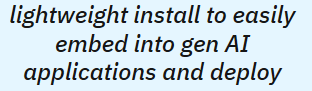 lightweight install to easily
embed into gen AI
applications and deploy